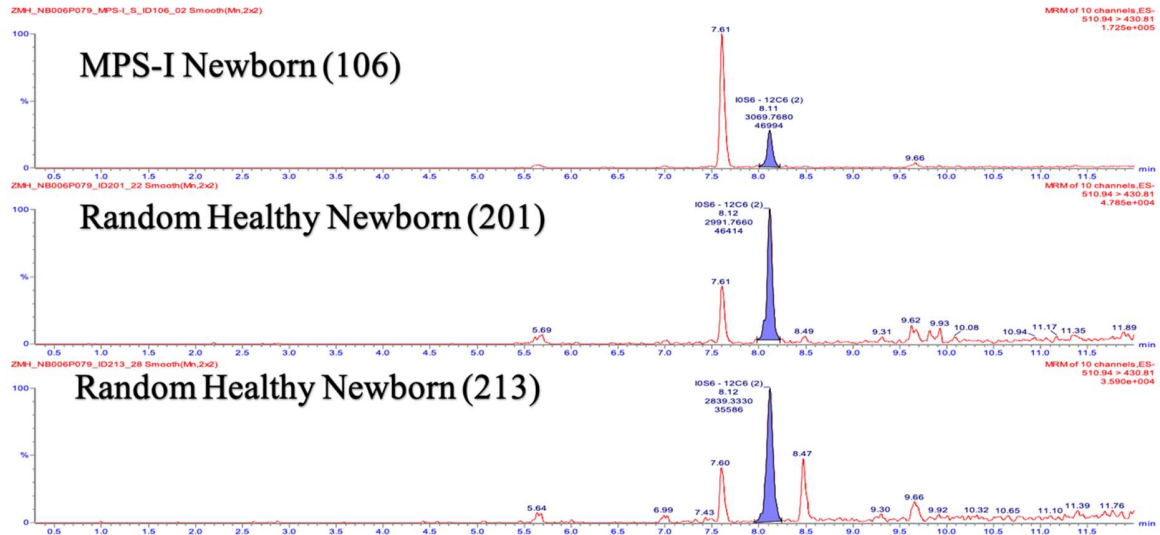 ZMH_NB006P079_MPS-I_S_ID106_02 Smooth(Mn,2x2)
MRM of 10 channels,ES-
510.94 > 430.81
1.725e+005
MPS-I Newborn (106)
100
%
0
7.61
I0S6 - 12C6 (2)
8.11
3069.7680
46994
9.66
0.5 1.0 1.5 2.0 2.5 3.0 3.5 4.0 4.5 5.0 5.5 6.0 6.5 7.0 7.5 8.0 8.5 9.0 9.5 10.0 10.5 11.0 11.5 min
ZMH_NB006P079_ID201_22 Smooth(Mn,2x2)
MRM of 10 channels,ES-
510.94 > 430.81
4.785e+004
Random Healthy Newborn (201)
100
%
0
5.69
7.61
I0S6 - 12C6 (2)
8.12
2991.7660
46414
8.49
9.31
9.62
9.93
10.08
10.94
11.17
11.35
11.89
0.5 1.0 1.5 2.0 2.5 3.0 3.5 4.0 4.5 5.0 5.5 6.0 6.5 7.0 7.5 8.0 8.5 9.0 9.5 10.0 10.5 11.0 11.5 min
ZMH_NB006P079_ID213_28 Smooth(Mn,2x2)
MRM of 10 channels,ES-
510.94 > 430.81
3.590e+004
Random Healthy Newborn (213)
100
%
0
5.64
6.99
7.43
7.60
I0S6 - 12C6 (2)
8.12
2839.3330
35586
8.47
9.30
9.66
9.92
10.32
10.65
11.10
11.39
11.76
0.5 1.0 1.5 2.0 2.5 3.0 3.5 4.0 4.5 5.0 5.5 6.0 6.5 7.0 7.5 8.0 8.5 9.0 9.5 10.0 10.5 11.0 11.5 min